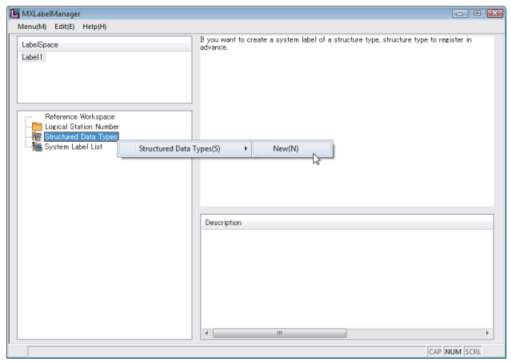 MXLabelManager
Menu(M) Edit(E) Help(H)
LabelSpace
Label1
If you want to create a system label of a structure type, structure type to register in
advance.
Reference Workspace
Logical Station Number
Structured Data Types
System Label List
Structured Data Types(S)
New(N)
Description
CAP NUM SCRL